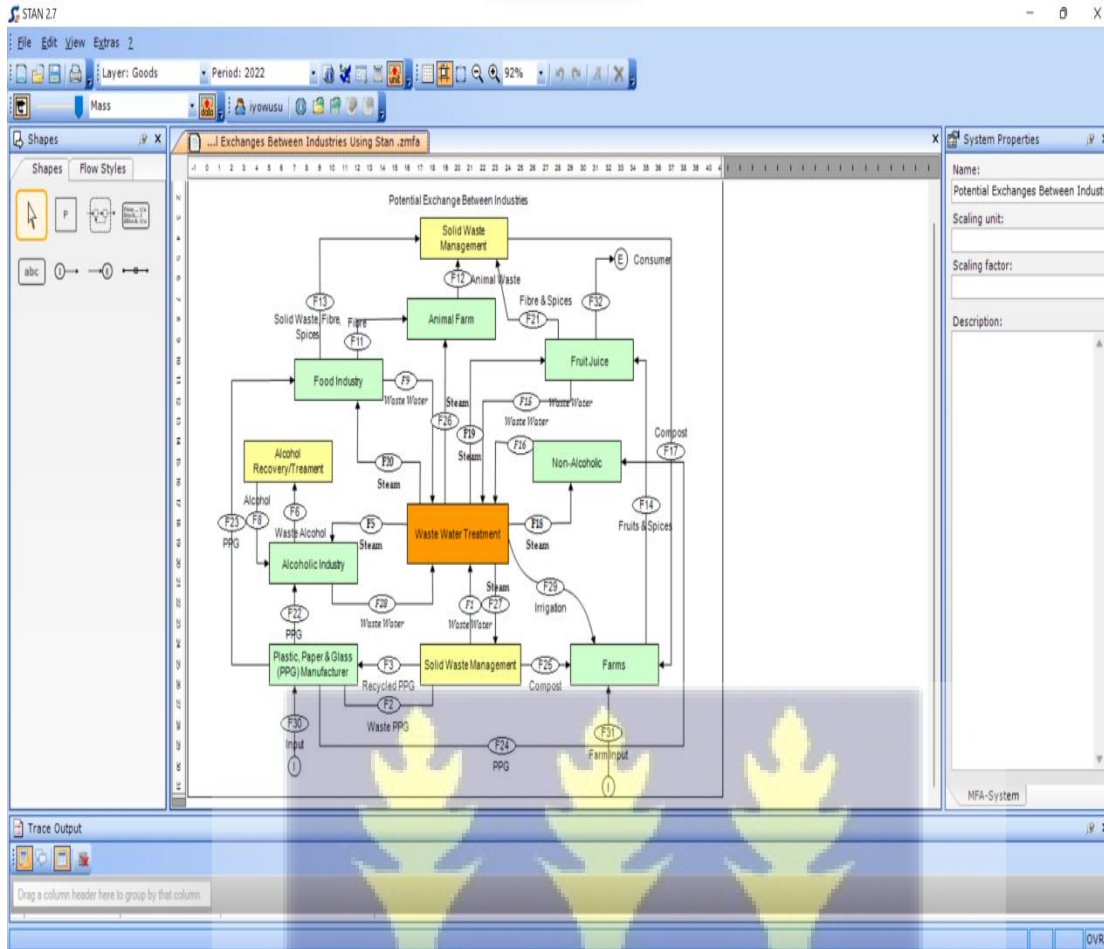 STAN 2.7
File Edit View Extras ?
Layer: Goods Period: 2022 92%
Mass iyowusu
Shapes
Shapes Flow Styles
P
abc
...l Exchanges Between Industries Using Stan .zmfa
Potential Exchange Between Industries
Solid Waste
Management
E Consumer
F12 Animal Waste
F13
Solid Waste, Fibre,
Spices
Fibre
F11
Animal Farm
Fibre & Spices
F21
F32
Fruit Juice
Food Industry
F9
Waste Water
Steam
F26
F19
Steam
F15 Waste Water
Waste Water
F16
Compost
F17
Alcohol
Recovery/Treament
F20
Steam
Non-Alcoholic
F14
Fruits & Spices
Alcohol
F8
F6
Waste Alcohol
F23
PPG
F5
Steam
Waste Water Treatment
F18
Steam
Alcoholic Industry
F28
Waste Water
F1
Waste Water
Steam
F27
F29
Irrigation
F22
PPG
Plastic, Paper & Glass
(PPG) Manufacturer
F3
Recycled PPG
Solid Waste Management
F25
Compost
Farms
F2
Waste PPG
F30
Input
I
F24
PPG
F31
Farm Input
I
System Properties
Name:
Potential Exchanges Between Industr
Scaling unit:
Scaling factor:
Description:
MFA-System
Trace Output
Drag a column header here to group by that column.
OVR